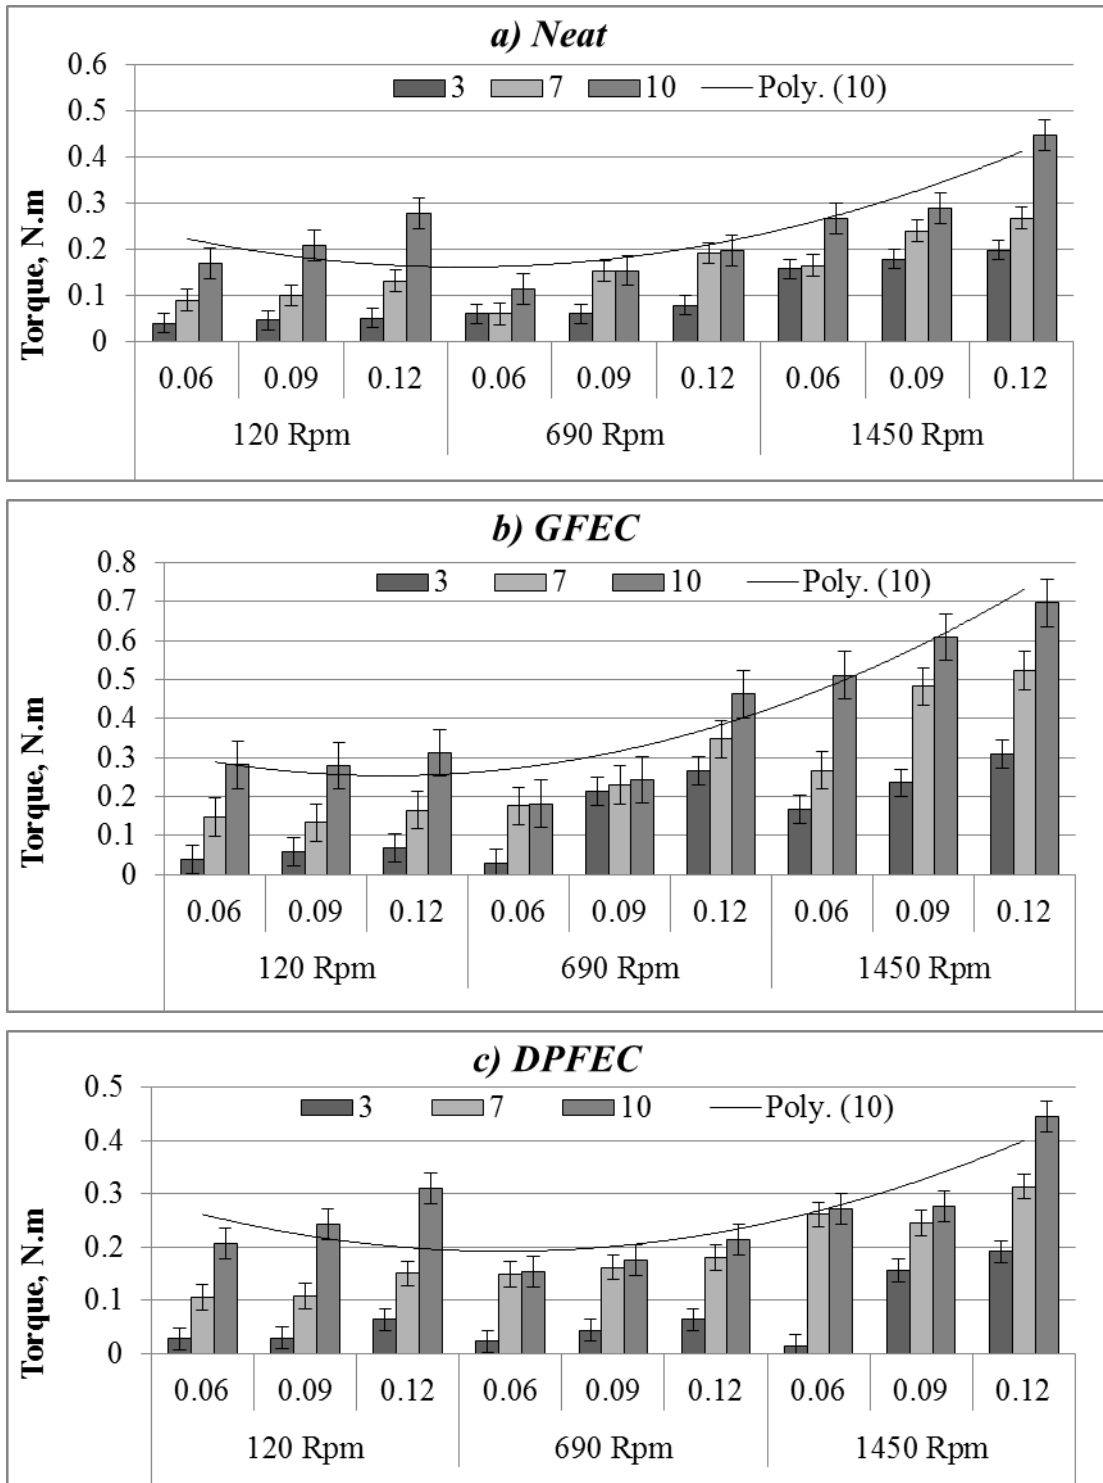 a) Neat
0.6
3 7 10 Poly. (10)
0.5
0.4
0.3
0.2
0.1
0
Torque, N.m
0.06 0.09 0.12 0.06 0.09 0.12 0.06 0.09 0.12
120 Rpm 690 Rpm 1450 Rpm
b) GFEC
0.8
3 7 10 Poly. (10)
0.7
0.6
0.5
0.4
0.3
0.2
0.1
0
Torque, N.m
0.06 0.09 0.12 0.06 0.09 0.12 0.06 0.09 0.12
120 Rpm 690 Rpm 1450 Rpm
c) DPFEC
0.5
3 7 10 Poly. (10)
0.4
0.3
0.2
0.1
0
Torque, N.m
0.06 0.09 0.12 0.06 0.09 0.12 0.06 0.09 0.12
120 Rpm 690 Rpm 1450 Rpm